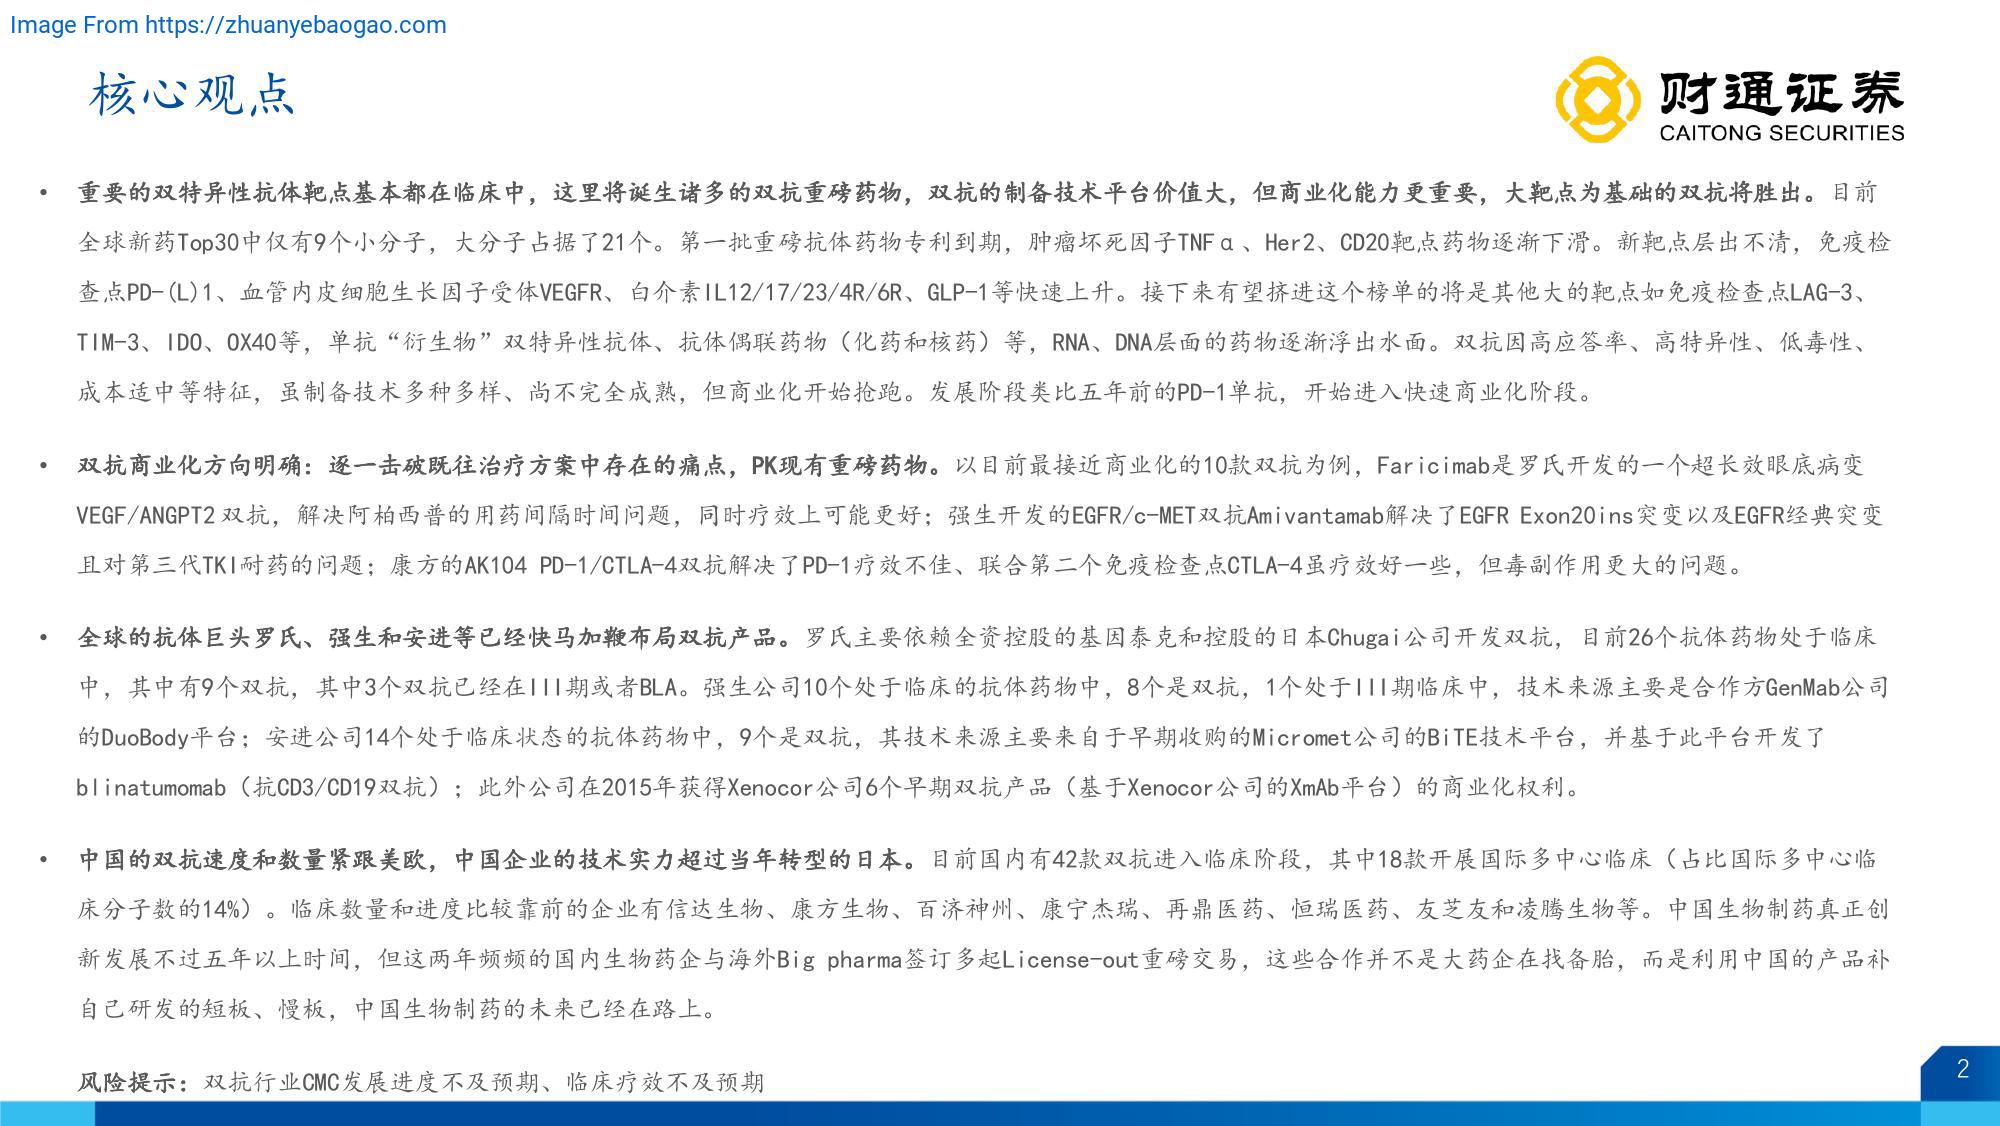 Image From https://zhuanyebaogao.com
核心观点
财通证券
CAITONG SECURITIES
• 重要的双特异性抗体靶点基本都在临床中，这里将诞生诸多的双抗重磅药物，双抗的制备技术平台价值大，但商业化能力更重要，大靶点为基础的双抗将胜出。目前
全球新药Top30中仅有9个小分子，大分子占据了21个。第一批重磅抗体药物专利到期，肿瘤坏死因子TNFα、Her2、CD20靶点药物逐渐下滑。新靶点层出不清，免疫检
查点PD-(L)1、血管内皮细胞生长因子受体VEGFR、白介素IL12/17/23/4R/6R、GLP-1等快速上升。接下来有望挤进这个榜单的将是其他大的靶点如免疫检查点LAG-3、
TIM-3、IDO、OX40等，单抗“衍生物”双特异性抗体、抗体偶联药物（化药和核药）等，RNA、DNA层面的药物逐渐浮出水面。双抗因高应答率、高特异性、低毒性、
成本适中等特征，虽制备技术多种多样、尚不完全成熟，但商业化开始抢跑。发展阶段类比五年前的PD-1单抗，开始进入快速商业化阶段。
• 双抗商业化方向明确：逐一击破既往治疗方案中存在的痛点，PK现有重磅药物。以目前最接近商业化的10款双抗为例，Faricimab是罗氏开发的一个超长效眼底病变
VEGF/ANGPT2双抗，解决阿柏西普的用药间隔时间问题，同时疗效上可能更好；强生开发的EGFR/c-MET双抗Amivantamab解决了EGFR Exon20ins突变以及EGFR经典突变
且对第三代TKI耐药的问题；康方的AK104 PD-1/CTLA-4双抗解决了PD-1疗效不佳、联合第二个免疫检查点CTLA-4虽疗效好一些，但毒副作用更大的问题。
• 全球的抗体巨头罗氏、强生和安进等已经快马加鞭布局双抗产品。罗氏主要依赖全资控股的基因泰克和控股的日本Chugai公司开发双抗，目前26个抗体药物处于临床
中，其中有9个双抗，其中3个双抗已经在III期或者BLA。强生公司10个处于临床的抗体药物中，8个是双抗，1个处于III期临床中，技术来源主要是合作方GenMab公司
的DuoBody平台；安进公司14个处于临床状态的抗体药物中，9个是双抗，其技术来源主要来自于早期收购的Micromet公司的BiTE技术平台，并基于此平台开发了
blinatumomab（抗CD3/CD19双抗）；此外公司在2015年获得Xenocor公司6个早期双抗产品（基于Xenocor公司的XmAb平台）的商业化权利。
• 中国的双抗速度和数量紧跟美欧，中国企业的技术实力超过当年转型的日本。目前国内有42款双抗进入临床阶段，其中18款开展国际多中心临床（占比国际多中心临
床分子数的14%）。临床数量和进度比较靠前的企业有信达生物、康方生物、百济神州、康宁杰瑞、再鼎医药、恒瑞医药、友芝友和凌腾生物等。中国生物制药真正创
新发展不过五年以上时间，但这两年频频的国内生物药企与海外Big pharma签订多起License-out重磅交易，这些合作并不是大药企在找备胎，而是利用中国的产品补
自己研发的短板、慢板，中国生物制药的未来已经在路上。
风险提示：双抗行业CMC发展进度不及预期、临床疗效不及预期
2